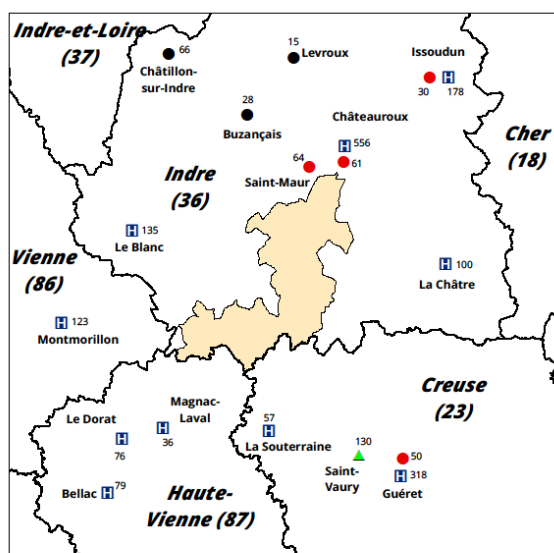 Indre-et-Loire
(37)
66
Châtillon-
sur-Indre
15
Levroux
Issoudun
30
H
178
28
Buzançais
Châteauroux
H
556
64
61
Saint-Maur
Cher
(18)
Indre
(36)
H
135
Le Blanc
Vienne
(86)
H
100
La Châtre
H
123
Montmorillon
Creuse
(23)
Magnac-
Laval
H
36
Le Dorat
H
76
57
H
La Souterraine
130
Saint-
Vaury
50
H
318
Guéret
Bellac
H
79
Haute-
Vienne (87)